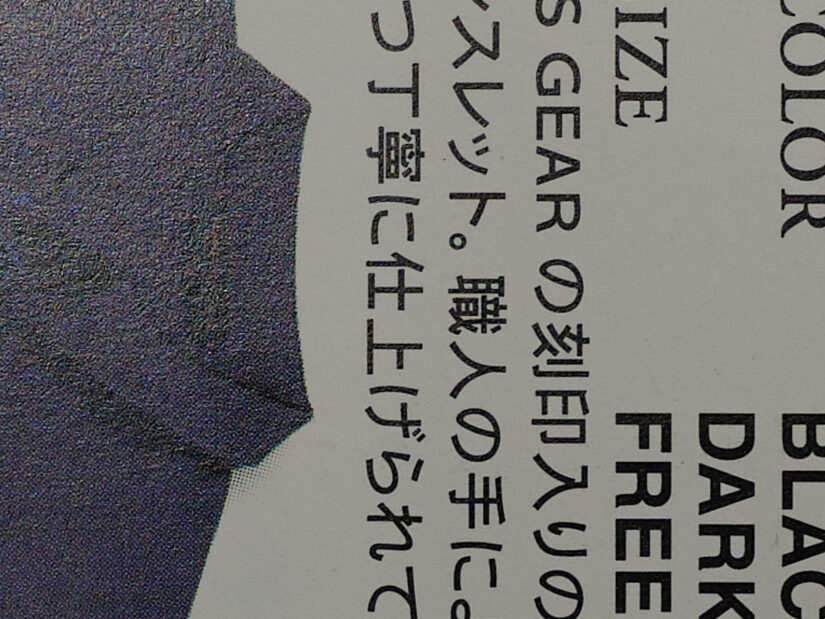 COLOR BLAC
DARK
IZE FREE
S GEAR の刻印入りの
スレット。職人の手に
つ丁寧に仕上げられて